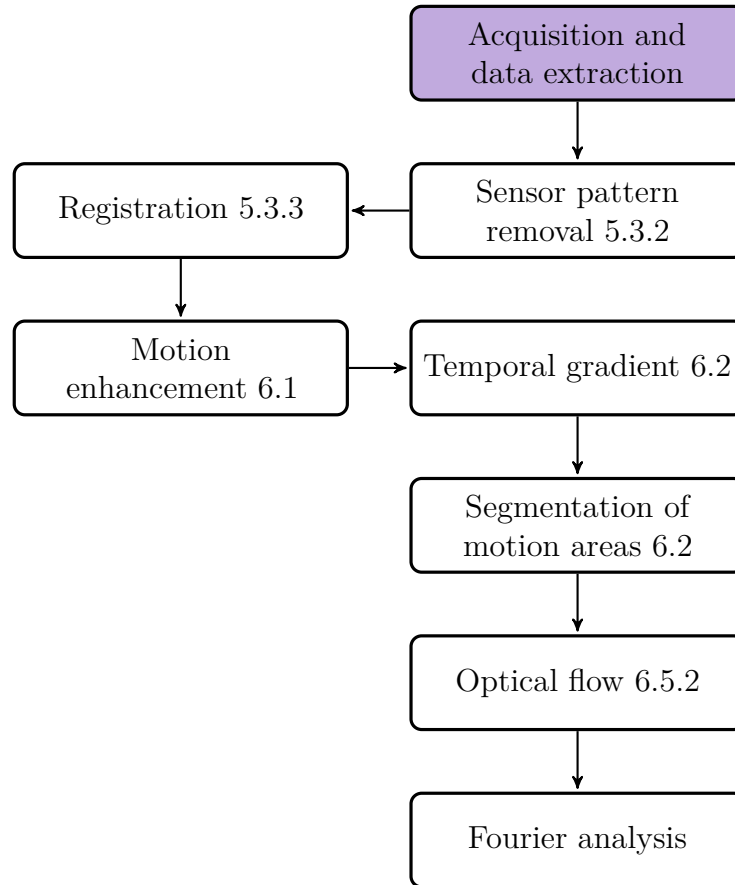 Acquisition and
data extraction
Sensor pattern
removal 5.3.2
Registration 5.3.3
Motion
enhancement 6.1
Temporal gradient 6.2
Segmentation of
motion areas 6.2
Optical flow 6.5.2
Fourier analysis